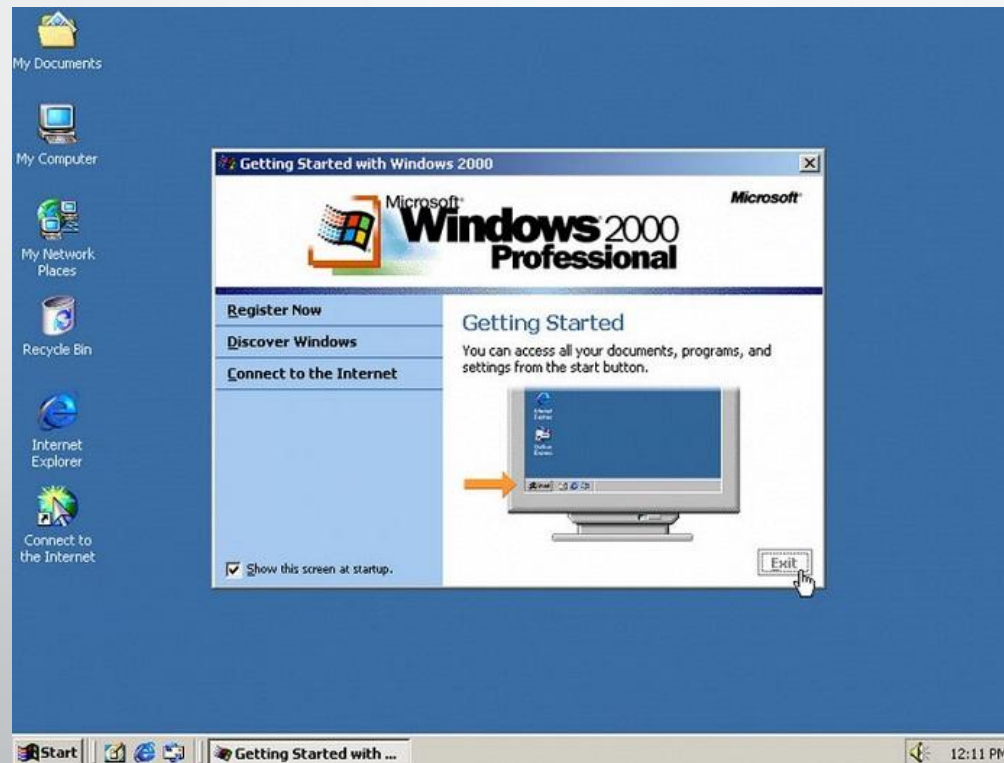 My Documents
My Computer
My Network
Places
Recycle Bin
Internet
Explorer
Connect to
the Internet
Getting Started with Windows 2000
Microsoft
Windows 2000
Professional
Microsoft
Register Now
Discover Windows
Connect to the Internet
Show this screen at startup.
Getting Started
You can access all your documents, programs, and
settings from the start button.
Start
Exit
Start
Getting Started with ...
12:11 PM